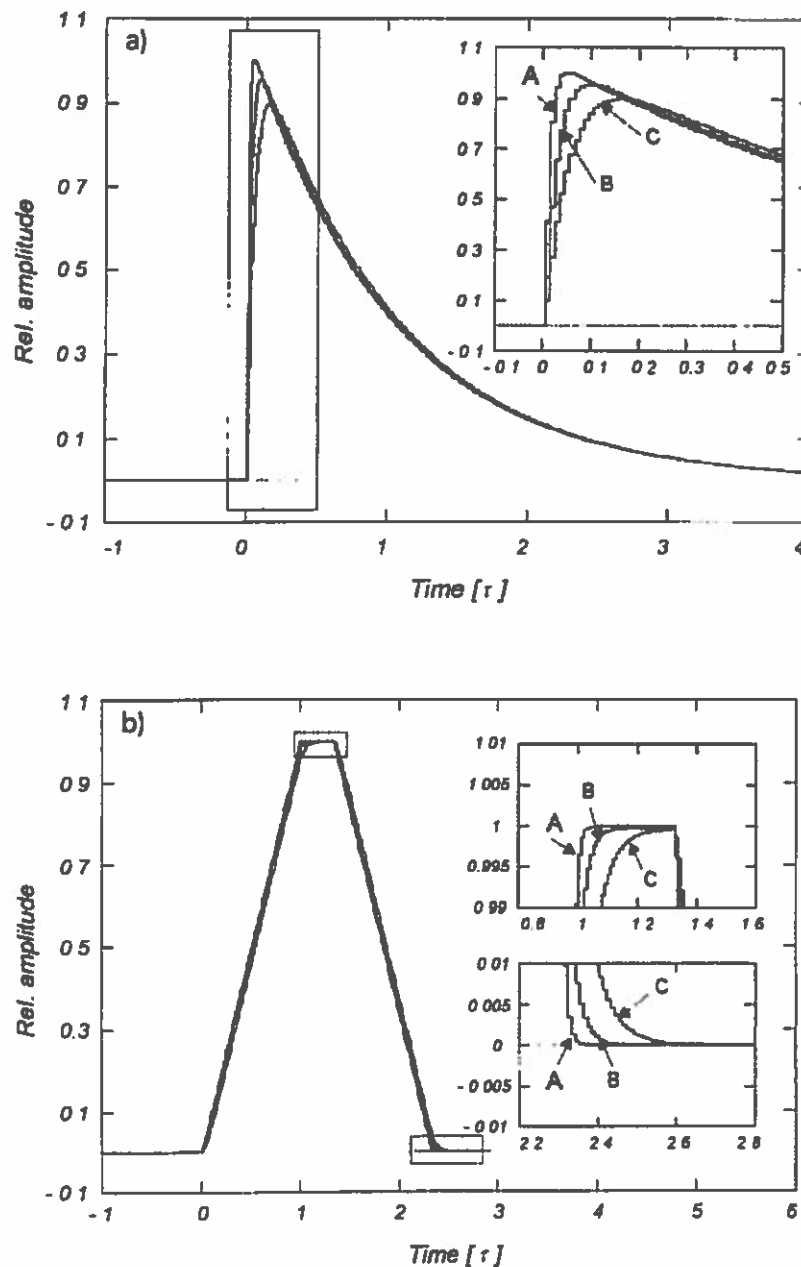 a)
1 1
0 9
0 7
0 5
0 3
0 1
- 0 1
-1
0
1
2
3
4
Rel. amplitude
Time [ τ ]
A
B
C
1 1
0 9
0 7
0 5
0 3
0 1
- 0 1
- 0 1
0
0 1
0 2
0.3
0 4
0 5
b)
1 1
0 9
0 7
0 5
0 3
0 1
- 0 1
- 1
0
1
2
3
4
5
6
Rel. amplitude
Time [ τ ]
A
B
C
1.01
1 005
1
0.995
0.99
0.8
1
1 2
1 4
1 6
A
B
C
0 01
0 005
0
- 0 005
- 0 01
2 2
2 4
2 6
2 8